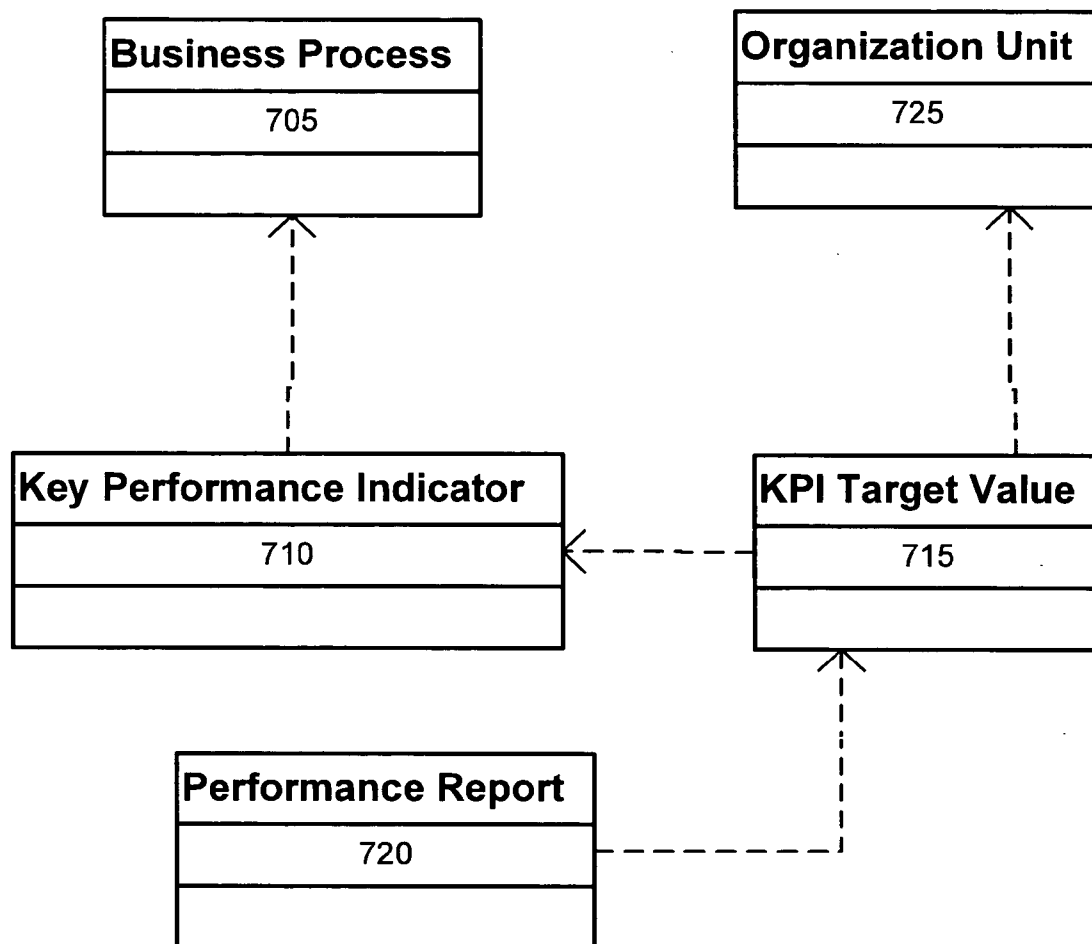 Business Process
705
Organization Unit
725
Key Performance Indicator
710
KPI Target Value
715
Performance Report
720